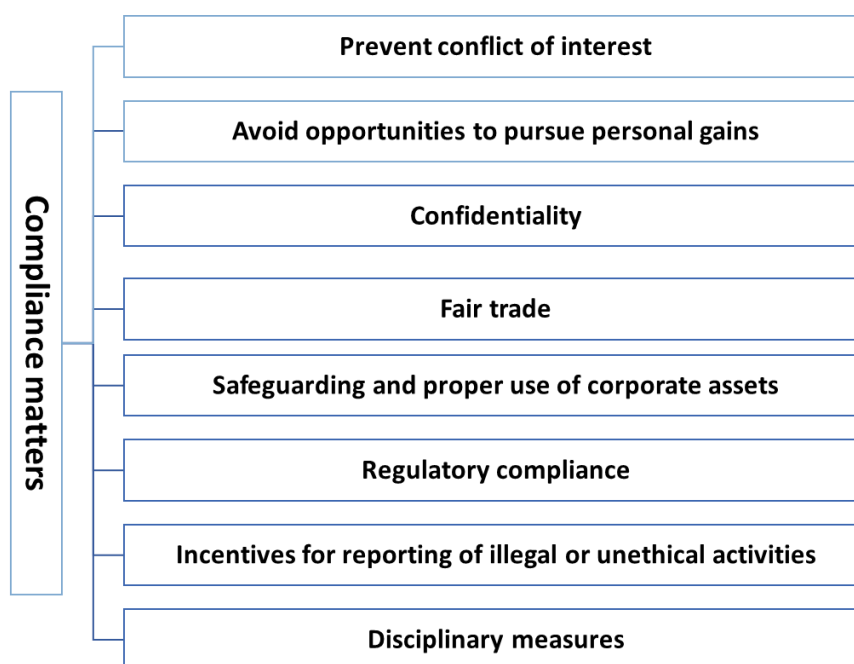 Compliance matters
Prevent conflict of interest
Avoid opportunities to pursue personal gains
Confidentiality
Fair trade
Safeguarding and proper use of corporate assets
Regulatory compliance
Incentives for reporting of illegal or unethical activities
Disciplinary measures